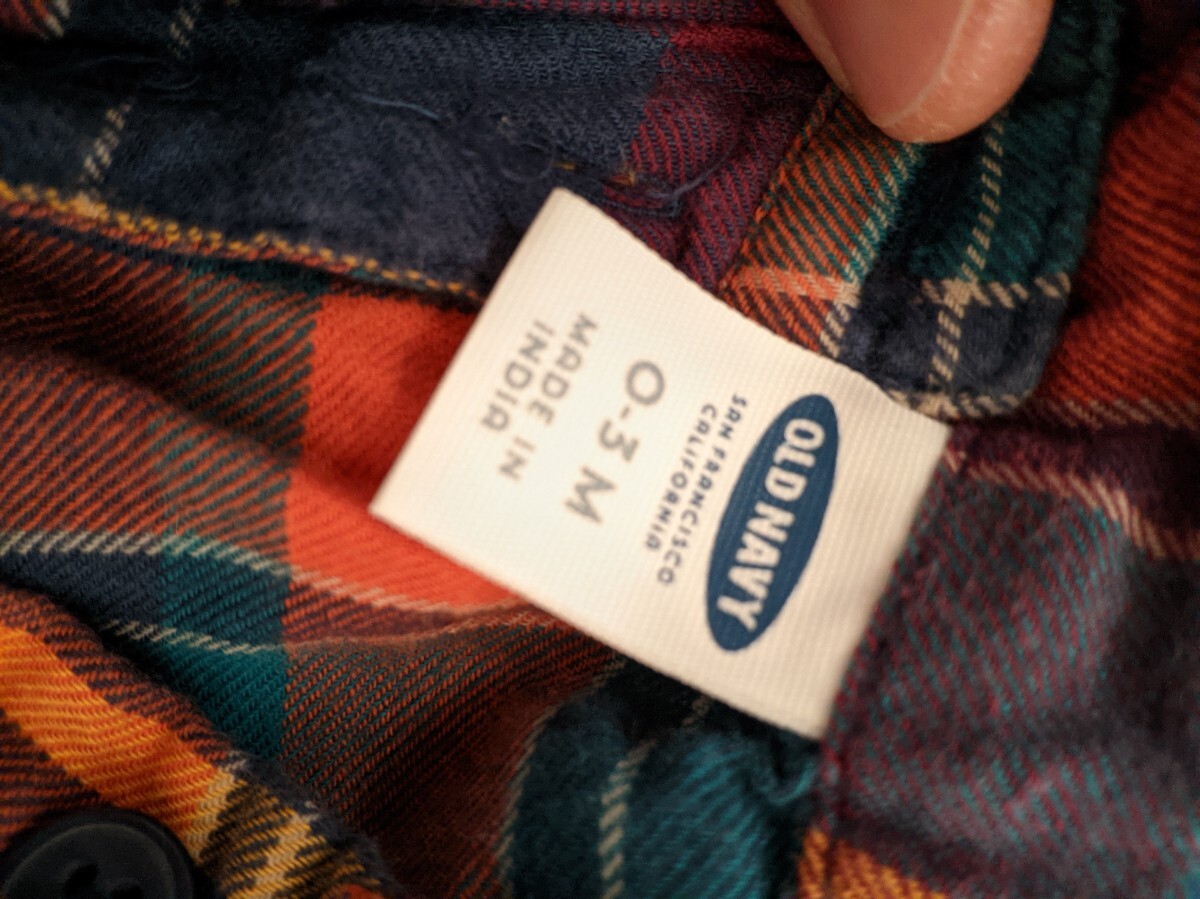 OLD NAVY
SAN FRANCISCO
CALIFORNIA
0-3 M
MADE IN
INDIA